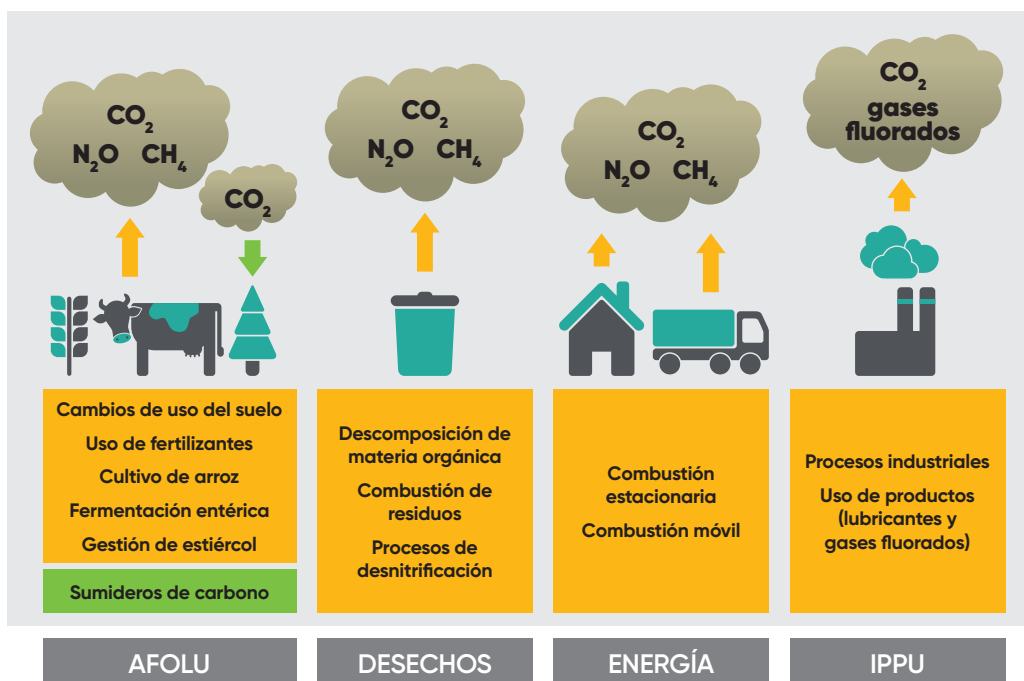 CO₂
N₂O CH₄
CO₂
Cambios de uso del suelo
Uso de fertilizantes
Cultivo de arroz
Fermentación entérica
Gestión de estiércol
Sumideros de carbono
AFOLU
CO₂
N₂O CH₄
Descomposición de
materia orgánica
Combustión de
residuos
Procesos de
desnitrificación
DESECHOS
CO₂
N₂O CH₄
Combustión
estacionaria
Combustión móvil
ENERGÍA
CO₂
gases
fluorados
Procesos industriales
Uso de productos
(lubricantes y
gases fluorados)
IPPU